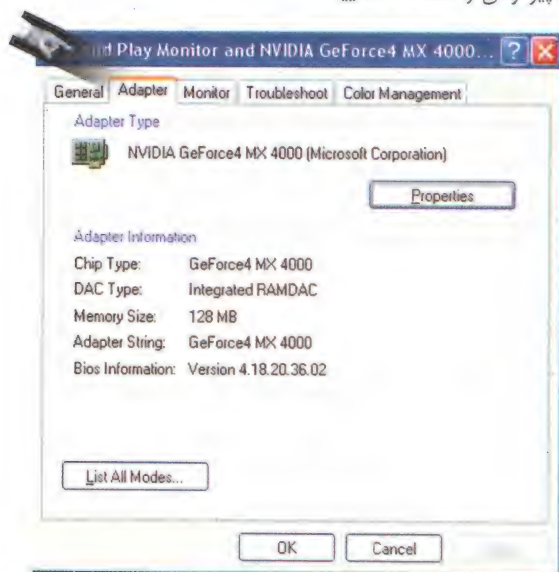 Play Monitor and NVIDIA GeForce4 MX 4000...
General Adapter Monitor Troubleshoot Color Management
Adapter Type
NVIDIA GeForce4 MX 4000 (Microsoft Corporation)
Properties
Adapter Information
Chip Type: GeForce4 MX 4000
DAC Type: Integrated RAMDAC
Memory Size: 128 MB
Adapter String: GeForce4 MX 4000
Bios Information: Version 4.18.20.36.02
List All Modes...
OK Cancel